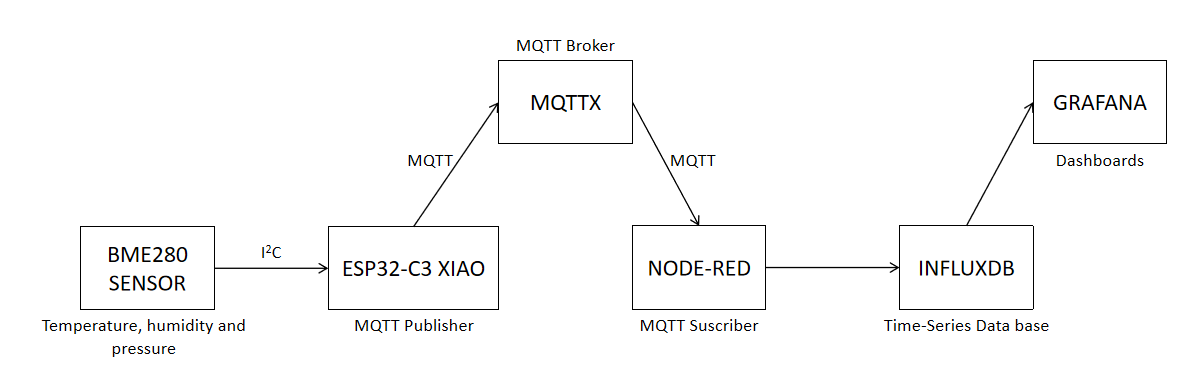 MQTT Broker
MQTTX
GRAFANA
MQTT
MQTT
Dashboards
BME280
SENSOR
I²C
ESP32-C3 XIAO
NODE-RED
INFLUXDB
Temperature, humidity and
pressure
MQTT Publisher
MQTT Suscriber
Time-Series Data base